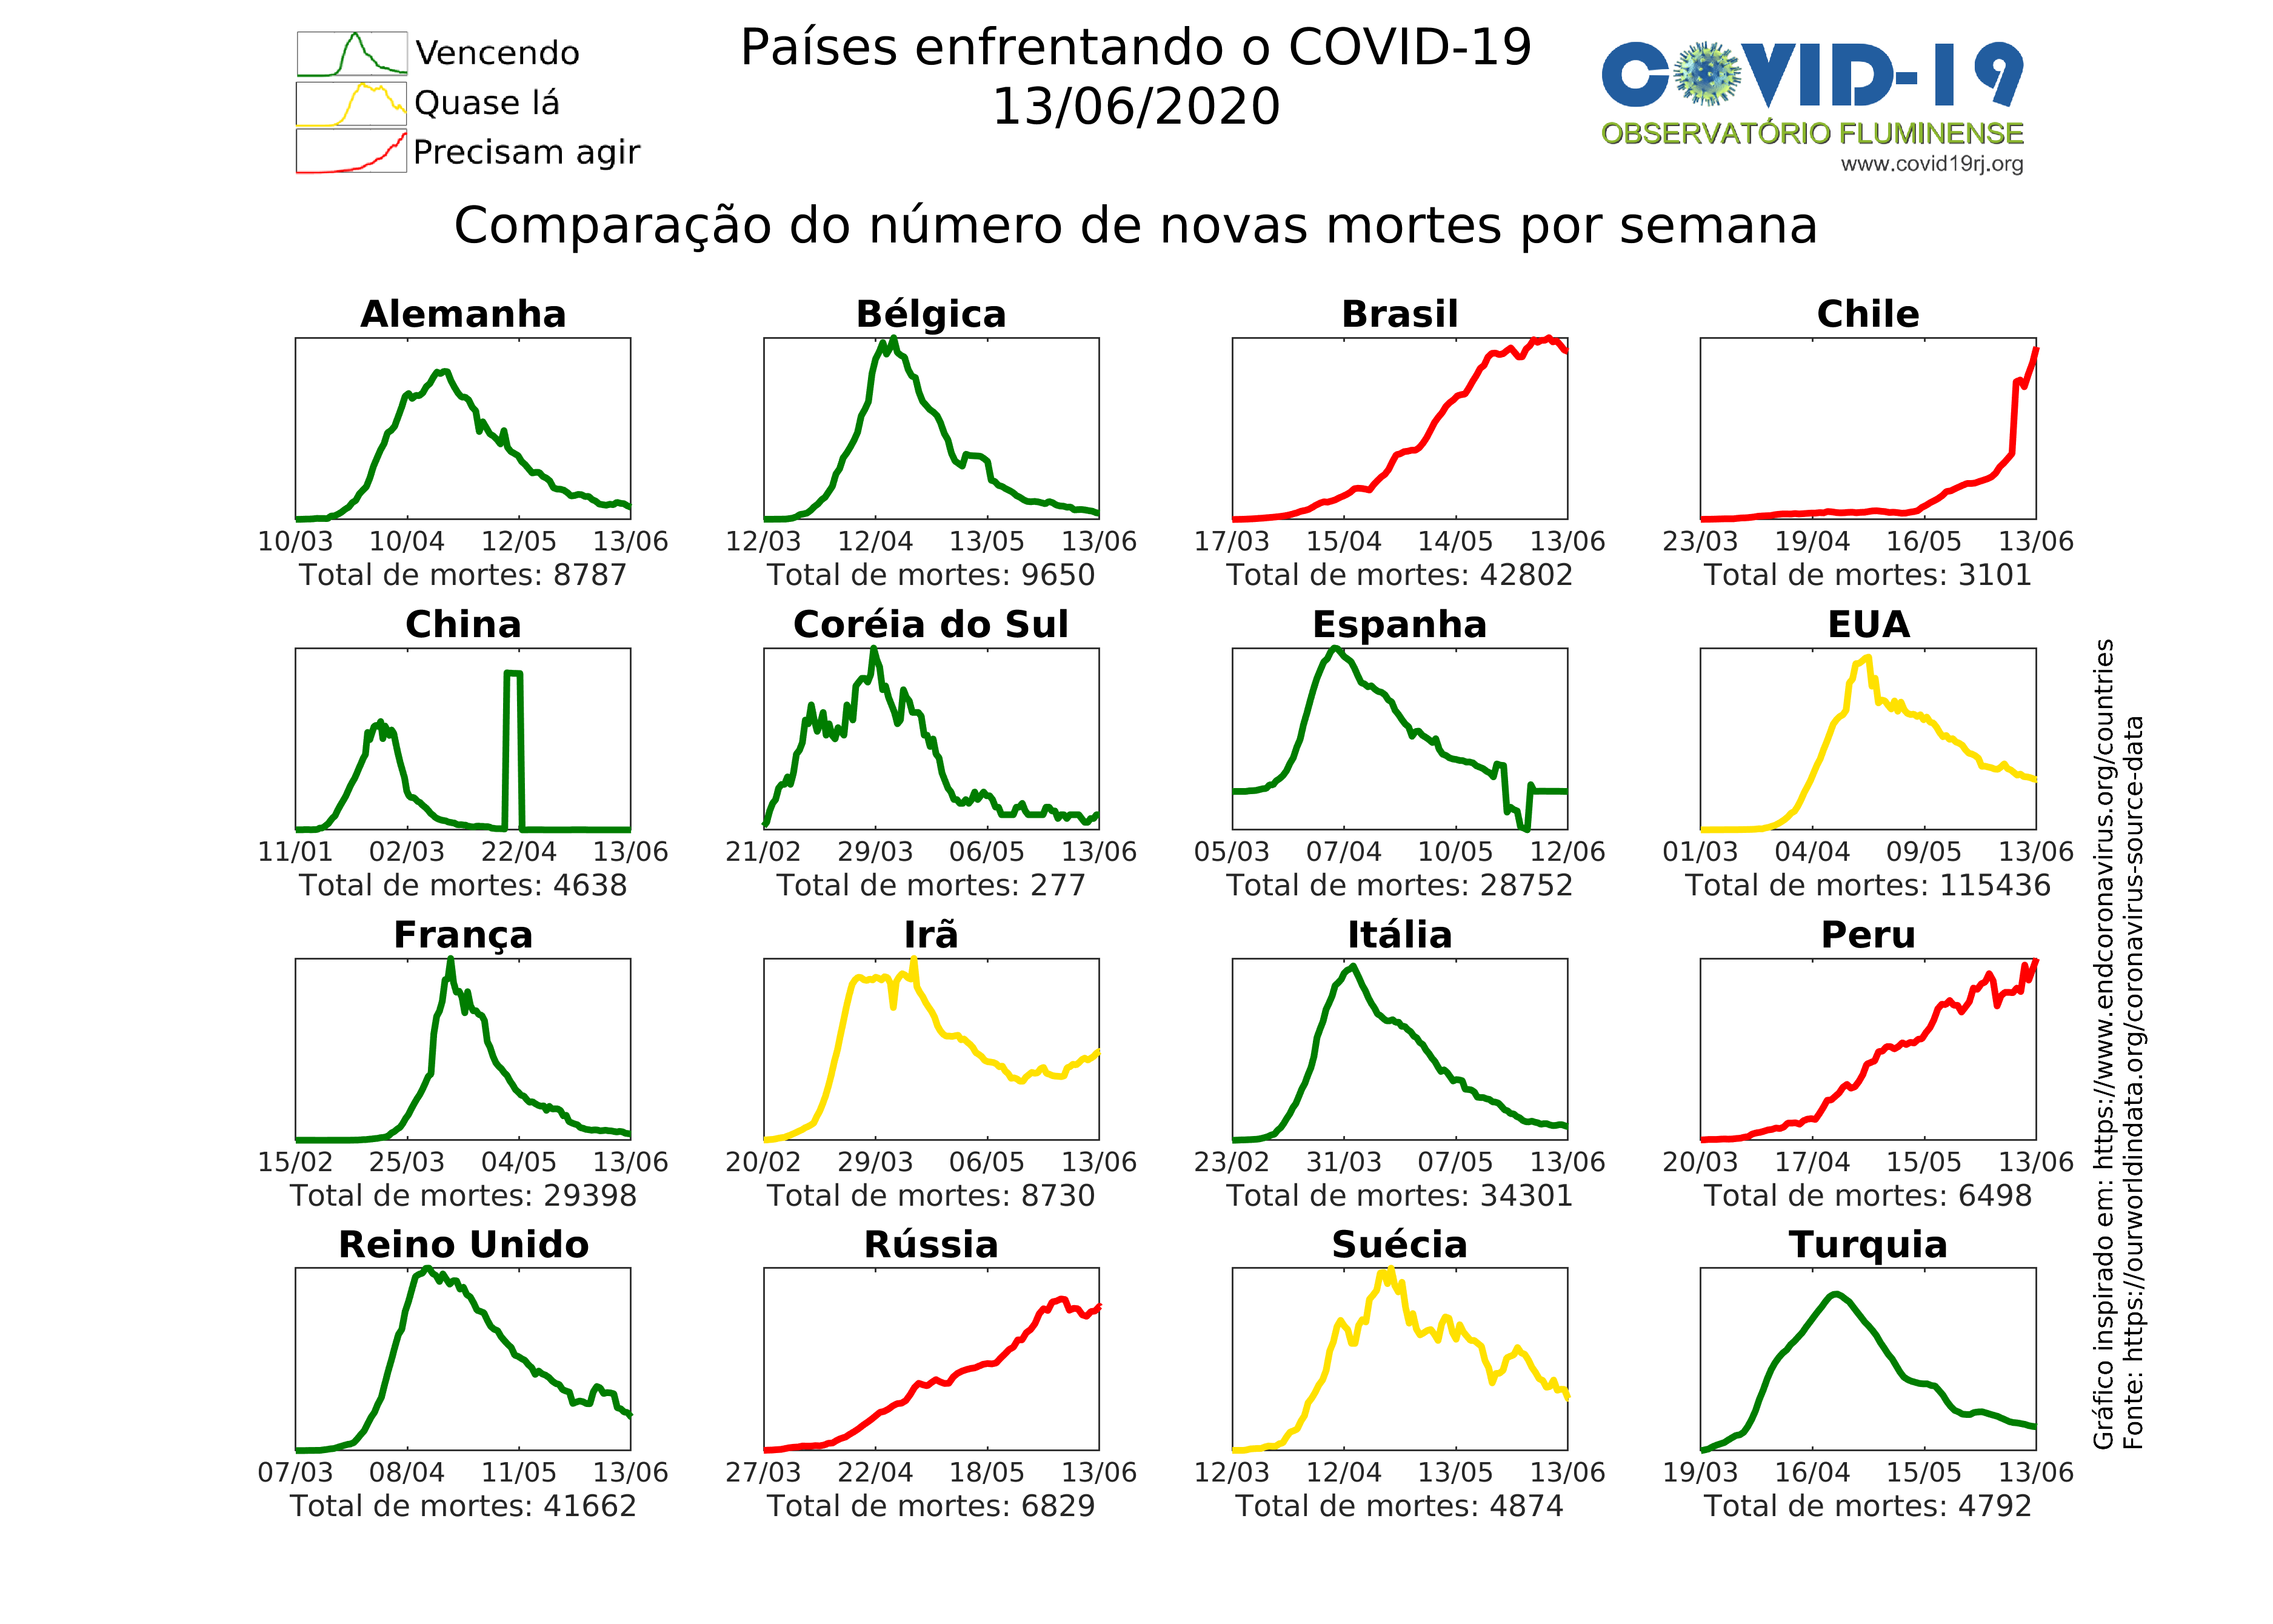 Vencendo
Quase lá
Precisam agir
Países enfrentando o COVID-19
13/06/2020
COVID-19
OBSERVATÓRIO FLUMINENSE
www.covid19rj.org
Comparação do número de novas mortes por semana
Alemanha
10/03 10/04 12/05 13/06
Total de mortes: 8787
Bélgica
12/03 12/04 13/05 13/06
Total de mortes: 9650
Brasil
17/03 15/04 14/05 13/06
Total de mortes: 42802
Chile
23/03 19/04 16/05 13/06
Total de mortes: 3101
China
11/01 02/03 22/04 13/06
Total de mortes: 4638
Coréia do Sul
21/02 29/03 06/05 13/06
Total de mortes: 277
Espanha
05/03 07/04 10/05 12/06
Total de mortes: 28752
EUA
01/03 04/04 09/05 13/06
Total de mortes: 115436
França
15/02 25/03 04/05 13/06
Total de mortes: 29398
Irã
20/02 29/03 06/05 13/06
Total de mortes: 8730
Itália
23/02 31/03 07/05 13/06
Total de mortes: 34301
Peru
20/03 17/04 15/05 13/06
Total de mortes: 6498
Reino Unido
07/03 08/04 11/05 13/06
Total de mortes: 41662
Rússia
27/03 22/04 18/05 13/06
Total de mortes: 6829
Suécia
12/03 12/04 13/05 13/06
Total de mortes: 4874
Turquia
19/03 16/04 15/05 13/06
Total de mortes: 4792
Gráfico inspirado em: https://www.endcoronavirus.org/countries
Fonte: https://ourworldindata.org/coronavirus-source-data